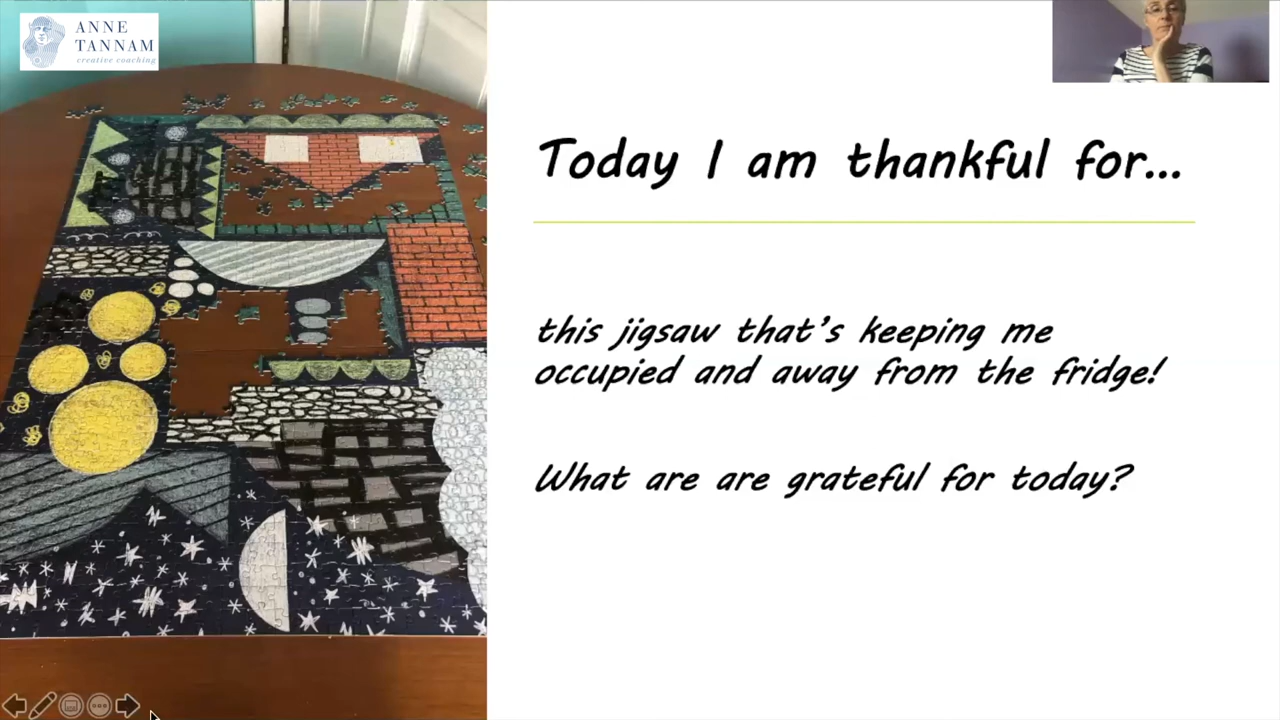 ANNE
TANNAM
creative coaching
Today I am thankful for...
this jigsaw that's keeping me
occupied and away from the fridge!
What are are grateful for today?